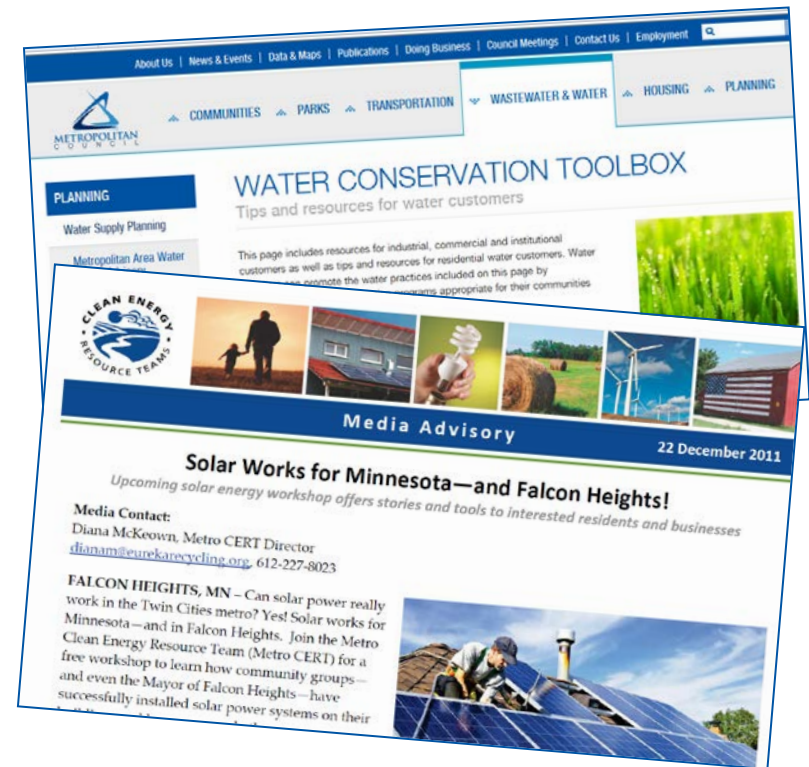 About Us | News & Events | Data & Maps | Publications | Doing Business | Council Meetings | Contact Us | Employment
METROPOLITAN
COUNCIL
COMMUNITIES PARKS TRANSPORTATION WASTEWATER & WATER HOUSING PLANNING
PLANNING
Water Supply Planning
Metropolitan Area Water
WATER CONSERVATION TOOLBOX
Tips and resources for water customers
This page includes resources for industrial, commercial and institutional
customers as well as tips and resources for residential water customers. Water
promote the water practices included on this page by
programs appropriate for their communities
CLEAN ENERGY
RESOURCE TEAMS
Media Advisory
22 December 2011
Solar Works for Minnesota—and Falcon Heights!
Upcoming solar energy workshop offers stories and tools to interested residents and businesses
Media Contact:
Diana McKeown, Metro CERT Director
dianam@eurekarecycling.org, 612-227-8023
FALCON HEIGHTS, MN – Can solar power really
work in the Twin Cities metro? Yes! Solar works for
Minnesota—and in Falcon Heights. Join the Metro
Clean Energy Resource Team (Metro CERT) for a
free workshop to learn how community groups—
and even the Mayor of Falcon Heights—have
successfully installed solar power systems on their